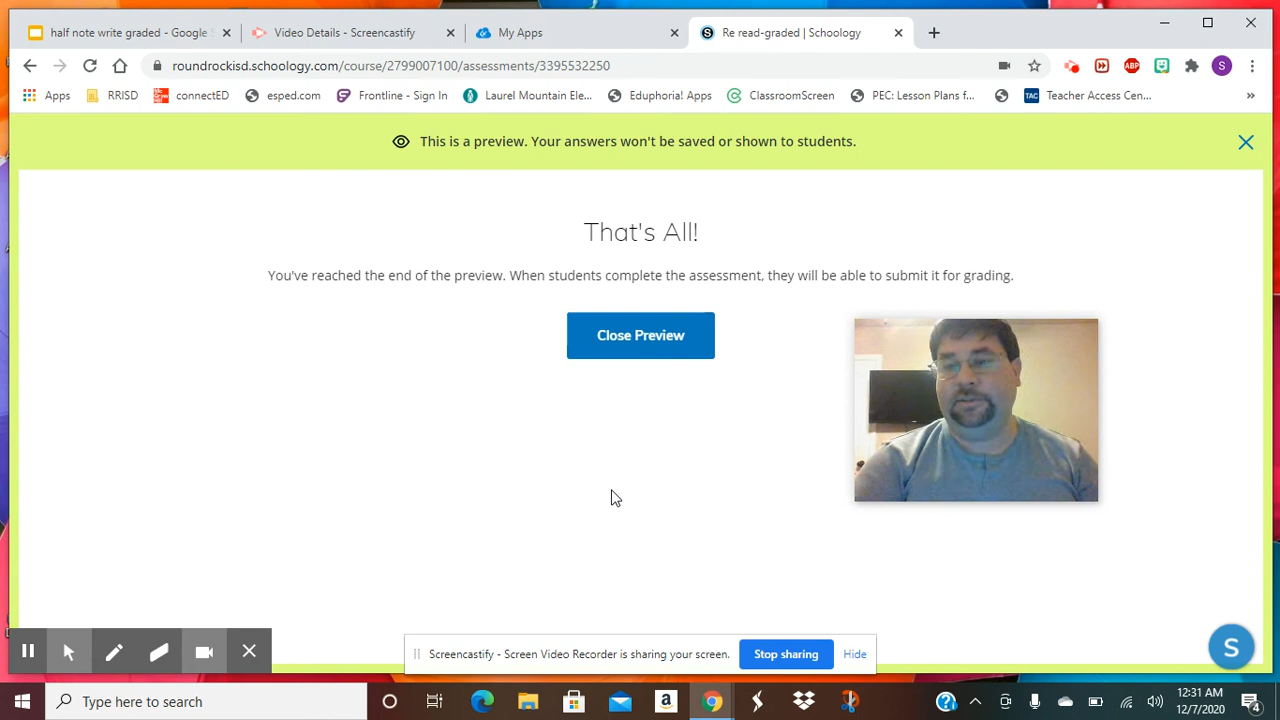 half note write graded - Google S
Video Details - Screencastify
My Apps
Re read-graded | Schoology
roundrockisd.schoology.com/course/2799007100/assessments/3395532250
ABP
S
Apps
RRISD
connectED
esped.com
Frontline - Sign In
Laurel Mountain Ele...
Eduphoria! Apps
ClassroomScreen
PEC: Lesson Plans f...
TAC
Teacher Access Cen...
This is a preview. Your answers won't be saved or shown to students.
That's All!
You've reached the end of the preview. When students complete the assessment, they will be able to submit it for grading.
Close Preview
Screencastify - Screen Video Recorder is sharing your screen.
Stop sharing
Hide
S
Type here to search
12:31 AM
12/7/2020
4